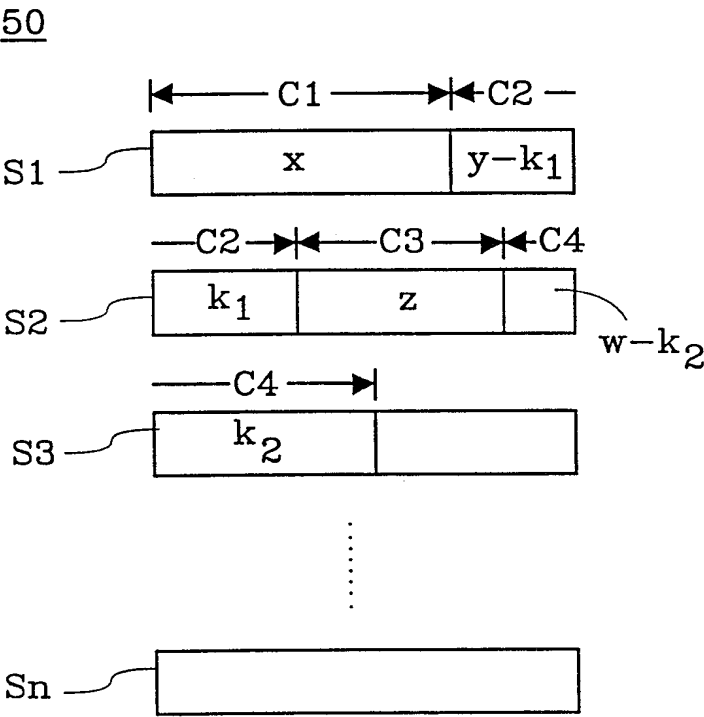 50
C1 C2
S1 x y-k₁
C2 C3 C4
S2 k₁ z
w-k₂
C4
S3 k₂
Sn